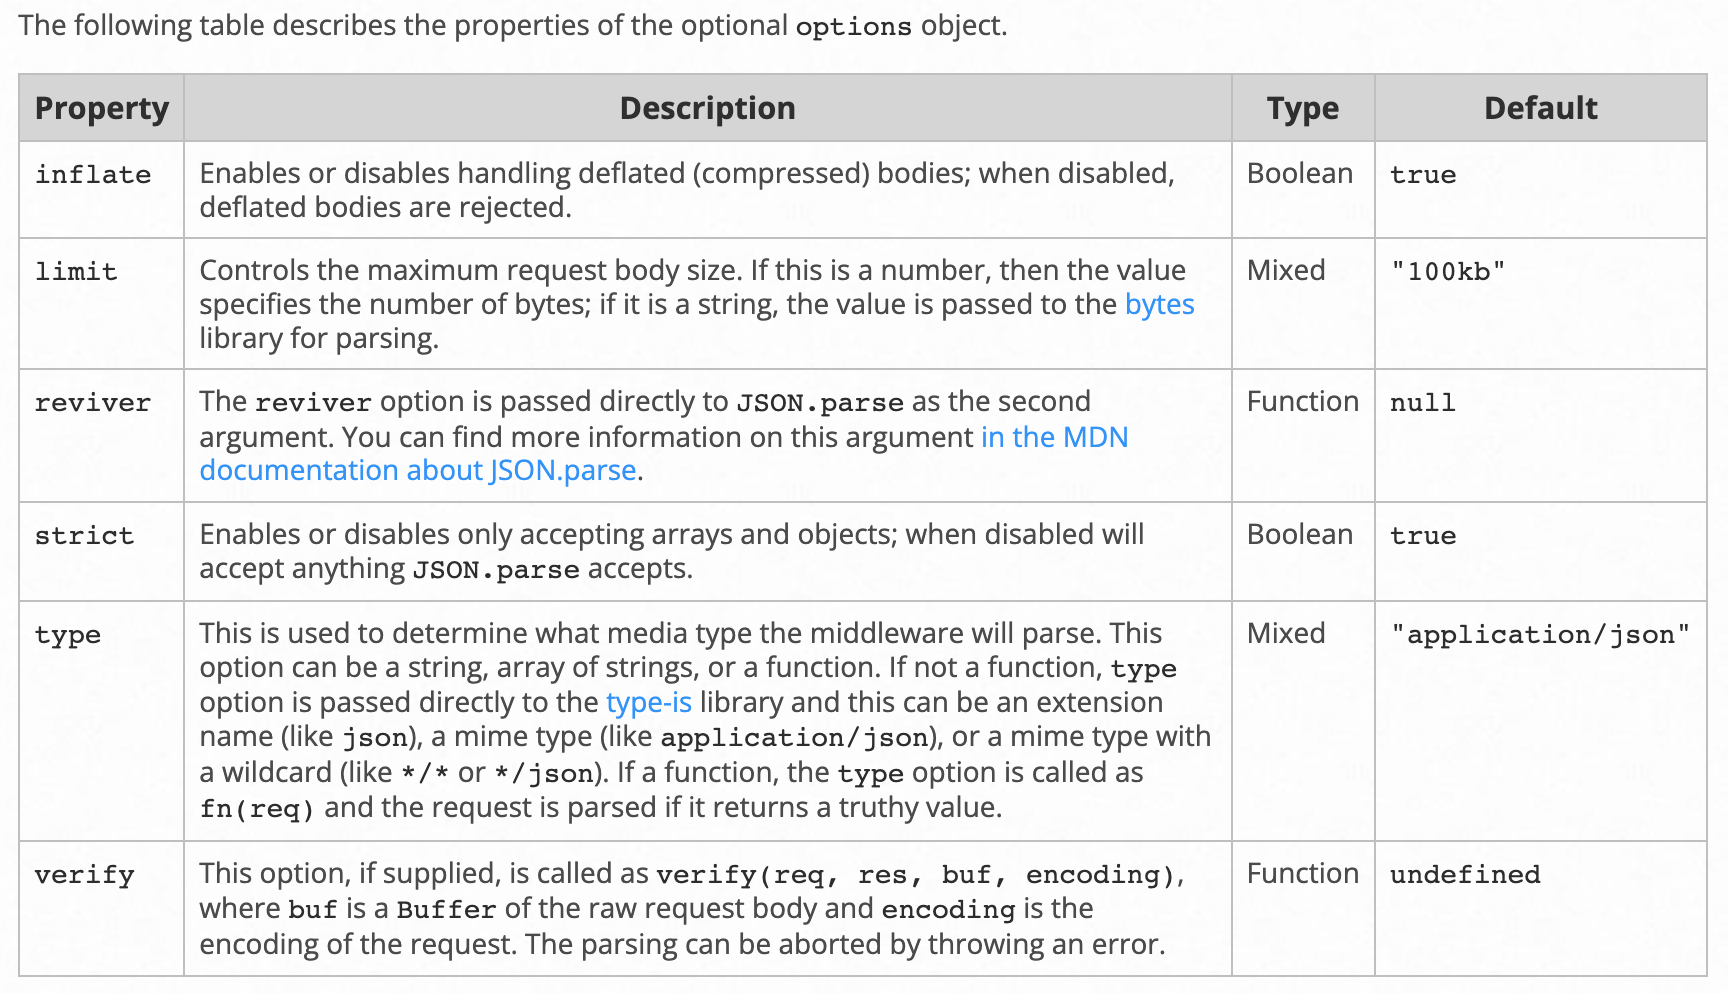 The following table describes the properties of the optional options object.
Property Description Type Default
inflate Enables or disables handling deflated (compressed) bodies; when disabled, Boolean true
deflated bodies are rejected.
limit Controls the maximum request body size. If this is a number, then the value Mixed "100kb"
specifies the number of bytes; if it is a string, the value is passed to the bytes
library for parsing.
reviver The reviver option is passed directly to JSON.parse as the second Function null
argument. You can find more information on this argument in the MDN
documentation about JSON.parse.
strict Enables or disables only accepting arrays and objects; when disabled will Boolean true
accept anything JSON.parse accepts.
type This is used to determine what media type the middleware will parse. This Mixed "application/json"
option can be a string, array of strings, or a function. If not a function, type
option is passed directly to the type-is library and this can be an extension
name (like json), a mime type (like application/json), or a mime type with
a wildcard (like */* or */json). If a function, the type option is called as
fn(req) and the request is parsed if it returns a truthy value.
verify This option, if supplied, is called as verify(req, res, buf, encoding), Function undefined
where buf is a Buffer of the raw request body and encoding is the
encoding of the request. The parsing can be aborted by throwing an error.